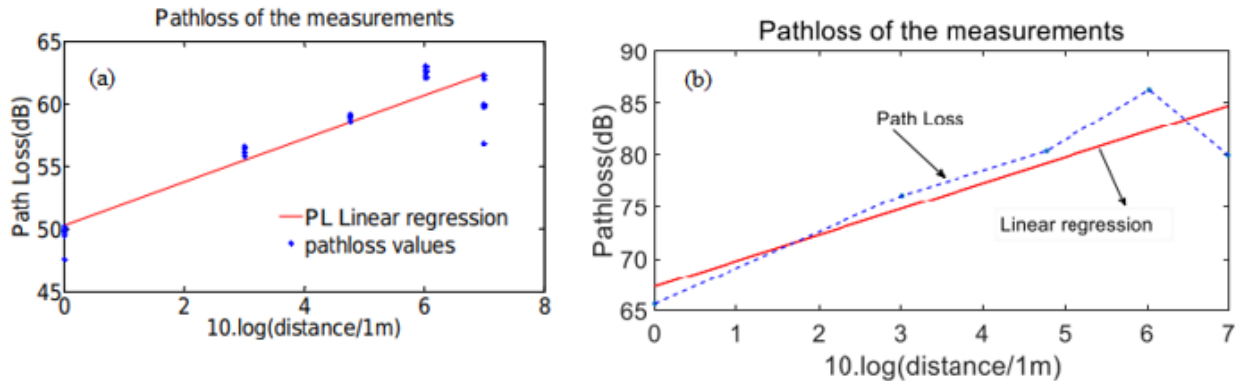 Pathloss of the measurements
(a)
Path Loss(dB)
65
60
55
50
45
PL Linear regression
pathloss values
0 2 4 6 8
10.log(distance/1m)
Pathloss of the measurements
(b)
Pathloss(dB)
90
85
80
75
70
65
Path Loss
Linear regression
0 1 2 3 4 5 6 7
10.log(distance/1m)